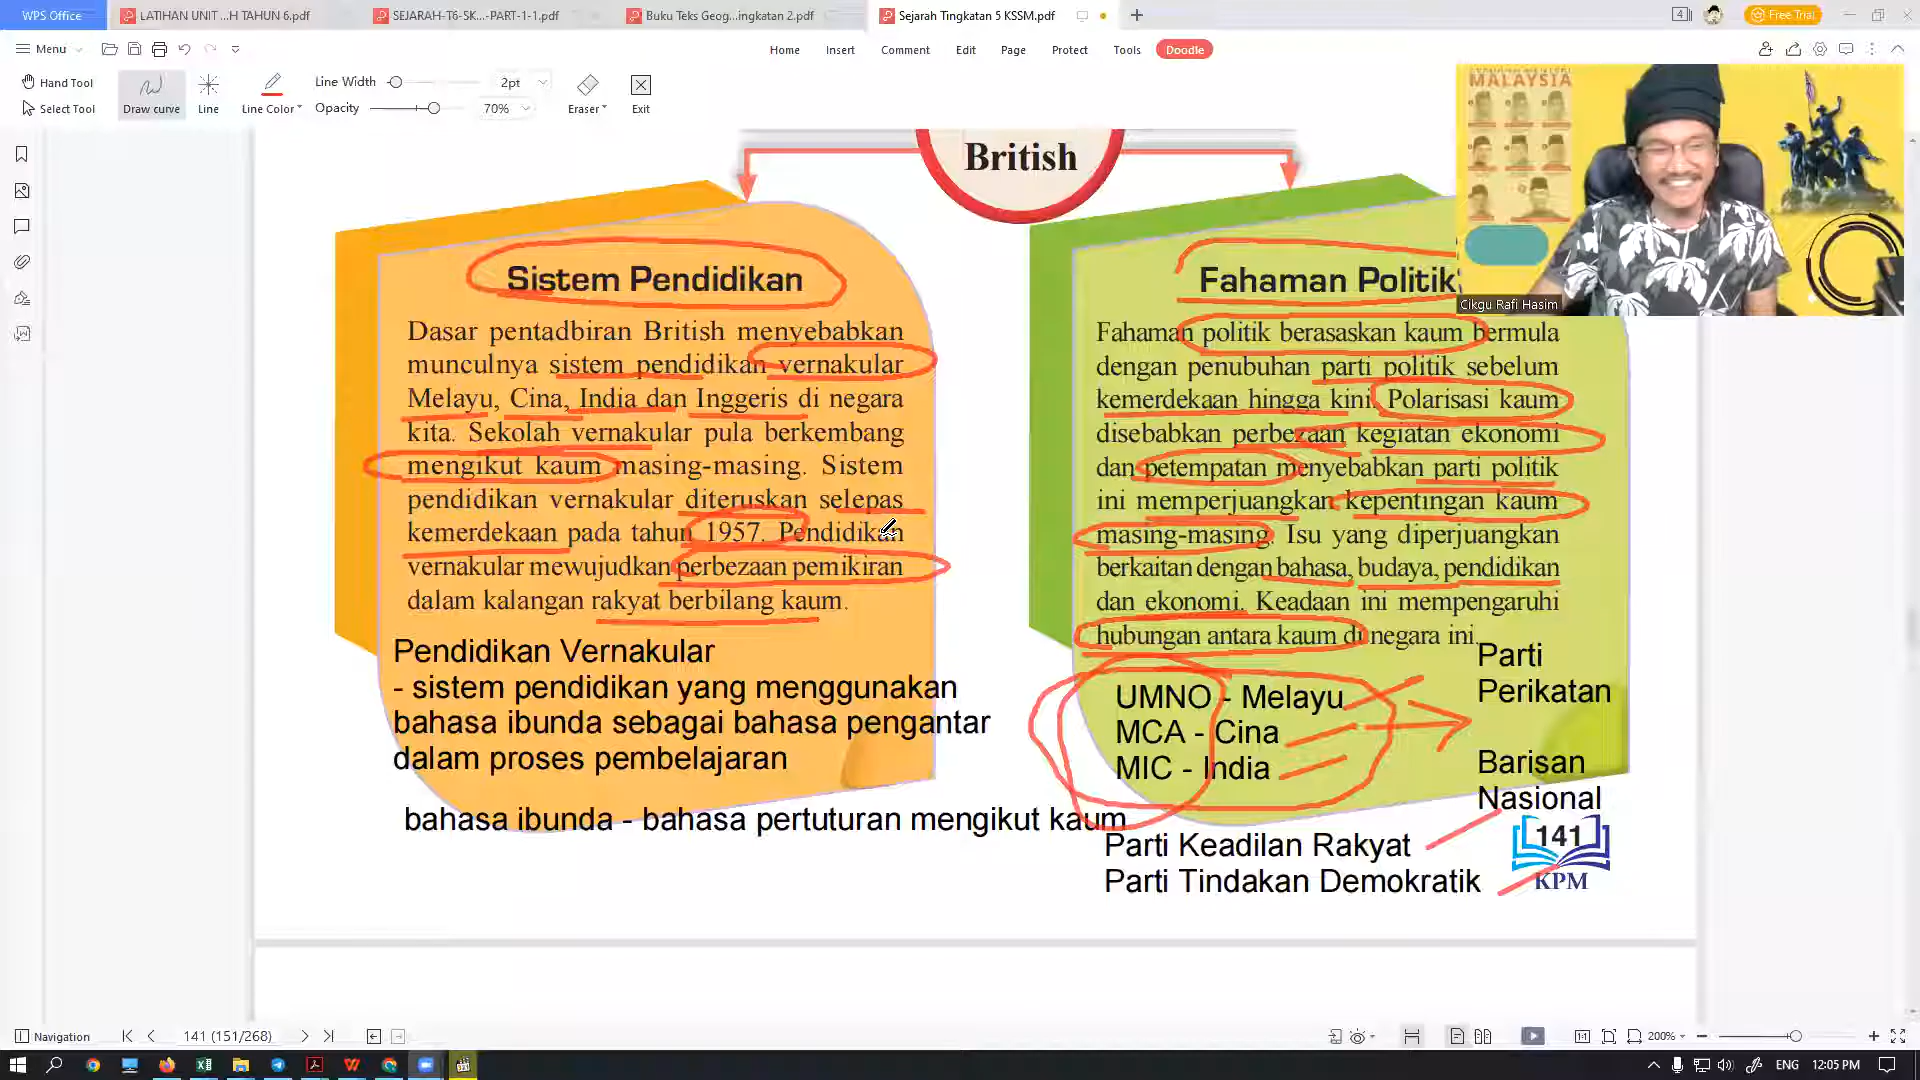 WPS Office
LATIHAN UNIT ...H TAHUN 6.pdf
SEJARAH-T6-SK...-PART-1-1.pdf
Buku Teks Geog...ingkatan 2.pdf
Sejarah Tingkatan 5 KSSM.pdf
4
Free Trial
Menu
Home
Insert
Comment
Edit
Page
Protect
Tools
Doodle
Hand Tool
Select Tool
Draw curve
Line
Line Color
Line Width
2pt
Opacity
70%
Eraser
Exit
MALAYSIA
Cikgu Rafi Hasim
British
Sistem Pendidikan
Dasar pentadbiran British menyebabkan
munculnya sistem pendidikan vernakular
Melayu, Cina, India dan Inggeris di negara
kita. Sekolah vernakular pula berkembang
mengikut kaum masing-masing. Sistem
pendidikan vernakular diteruskan selepas
kemerdekaan pada tahun 1957. Pendidikan
vernakular mewujudkan perbezaan pemikiran
dalam kalangan rakyat berbilang kaum.
Pendidikan Vernakular
- sistem pendidikan yang menggunakan
bahasa ibunda sebagai bahasa pengantar
dalam proses pembelajaran
bahasa ibunda - bahasa pertuturan mengikut kaum
Fahaman Politik
Fahaman politik berasaskan kaum bermula
dengan penubuhan parti politik sebelum
kemerdekaan hingga kini. Polarisasi kaum
disebabkan perbezaan kegiatan ekonomi
dan petempatan menyebabkan parti politik
ini memperjuangkan kepentingan kaum
masing-masing. Isu yang diperjuangkan
berkaitan dengan bahasa, budaya, pendidikan
dan ekonomi. Keadaan ini mempengaruhi
hubungan antara kaum di negara ini.
UMNO - Melayu
MCA - Cina
MIC - India
Parti
Perikatan
Barisan
Nasional
Parti Keadilan Rakyat
Parti Tindakan Demokratik
141
KPM
Navigation
141 (151/268)
200%
ENG
12:05 PM